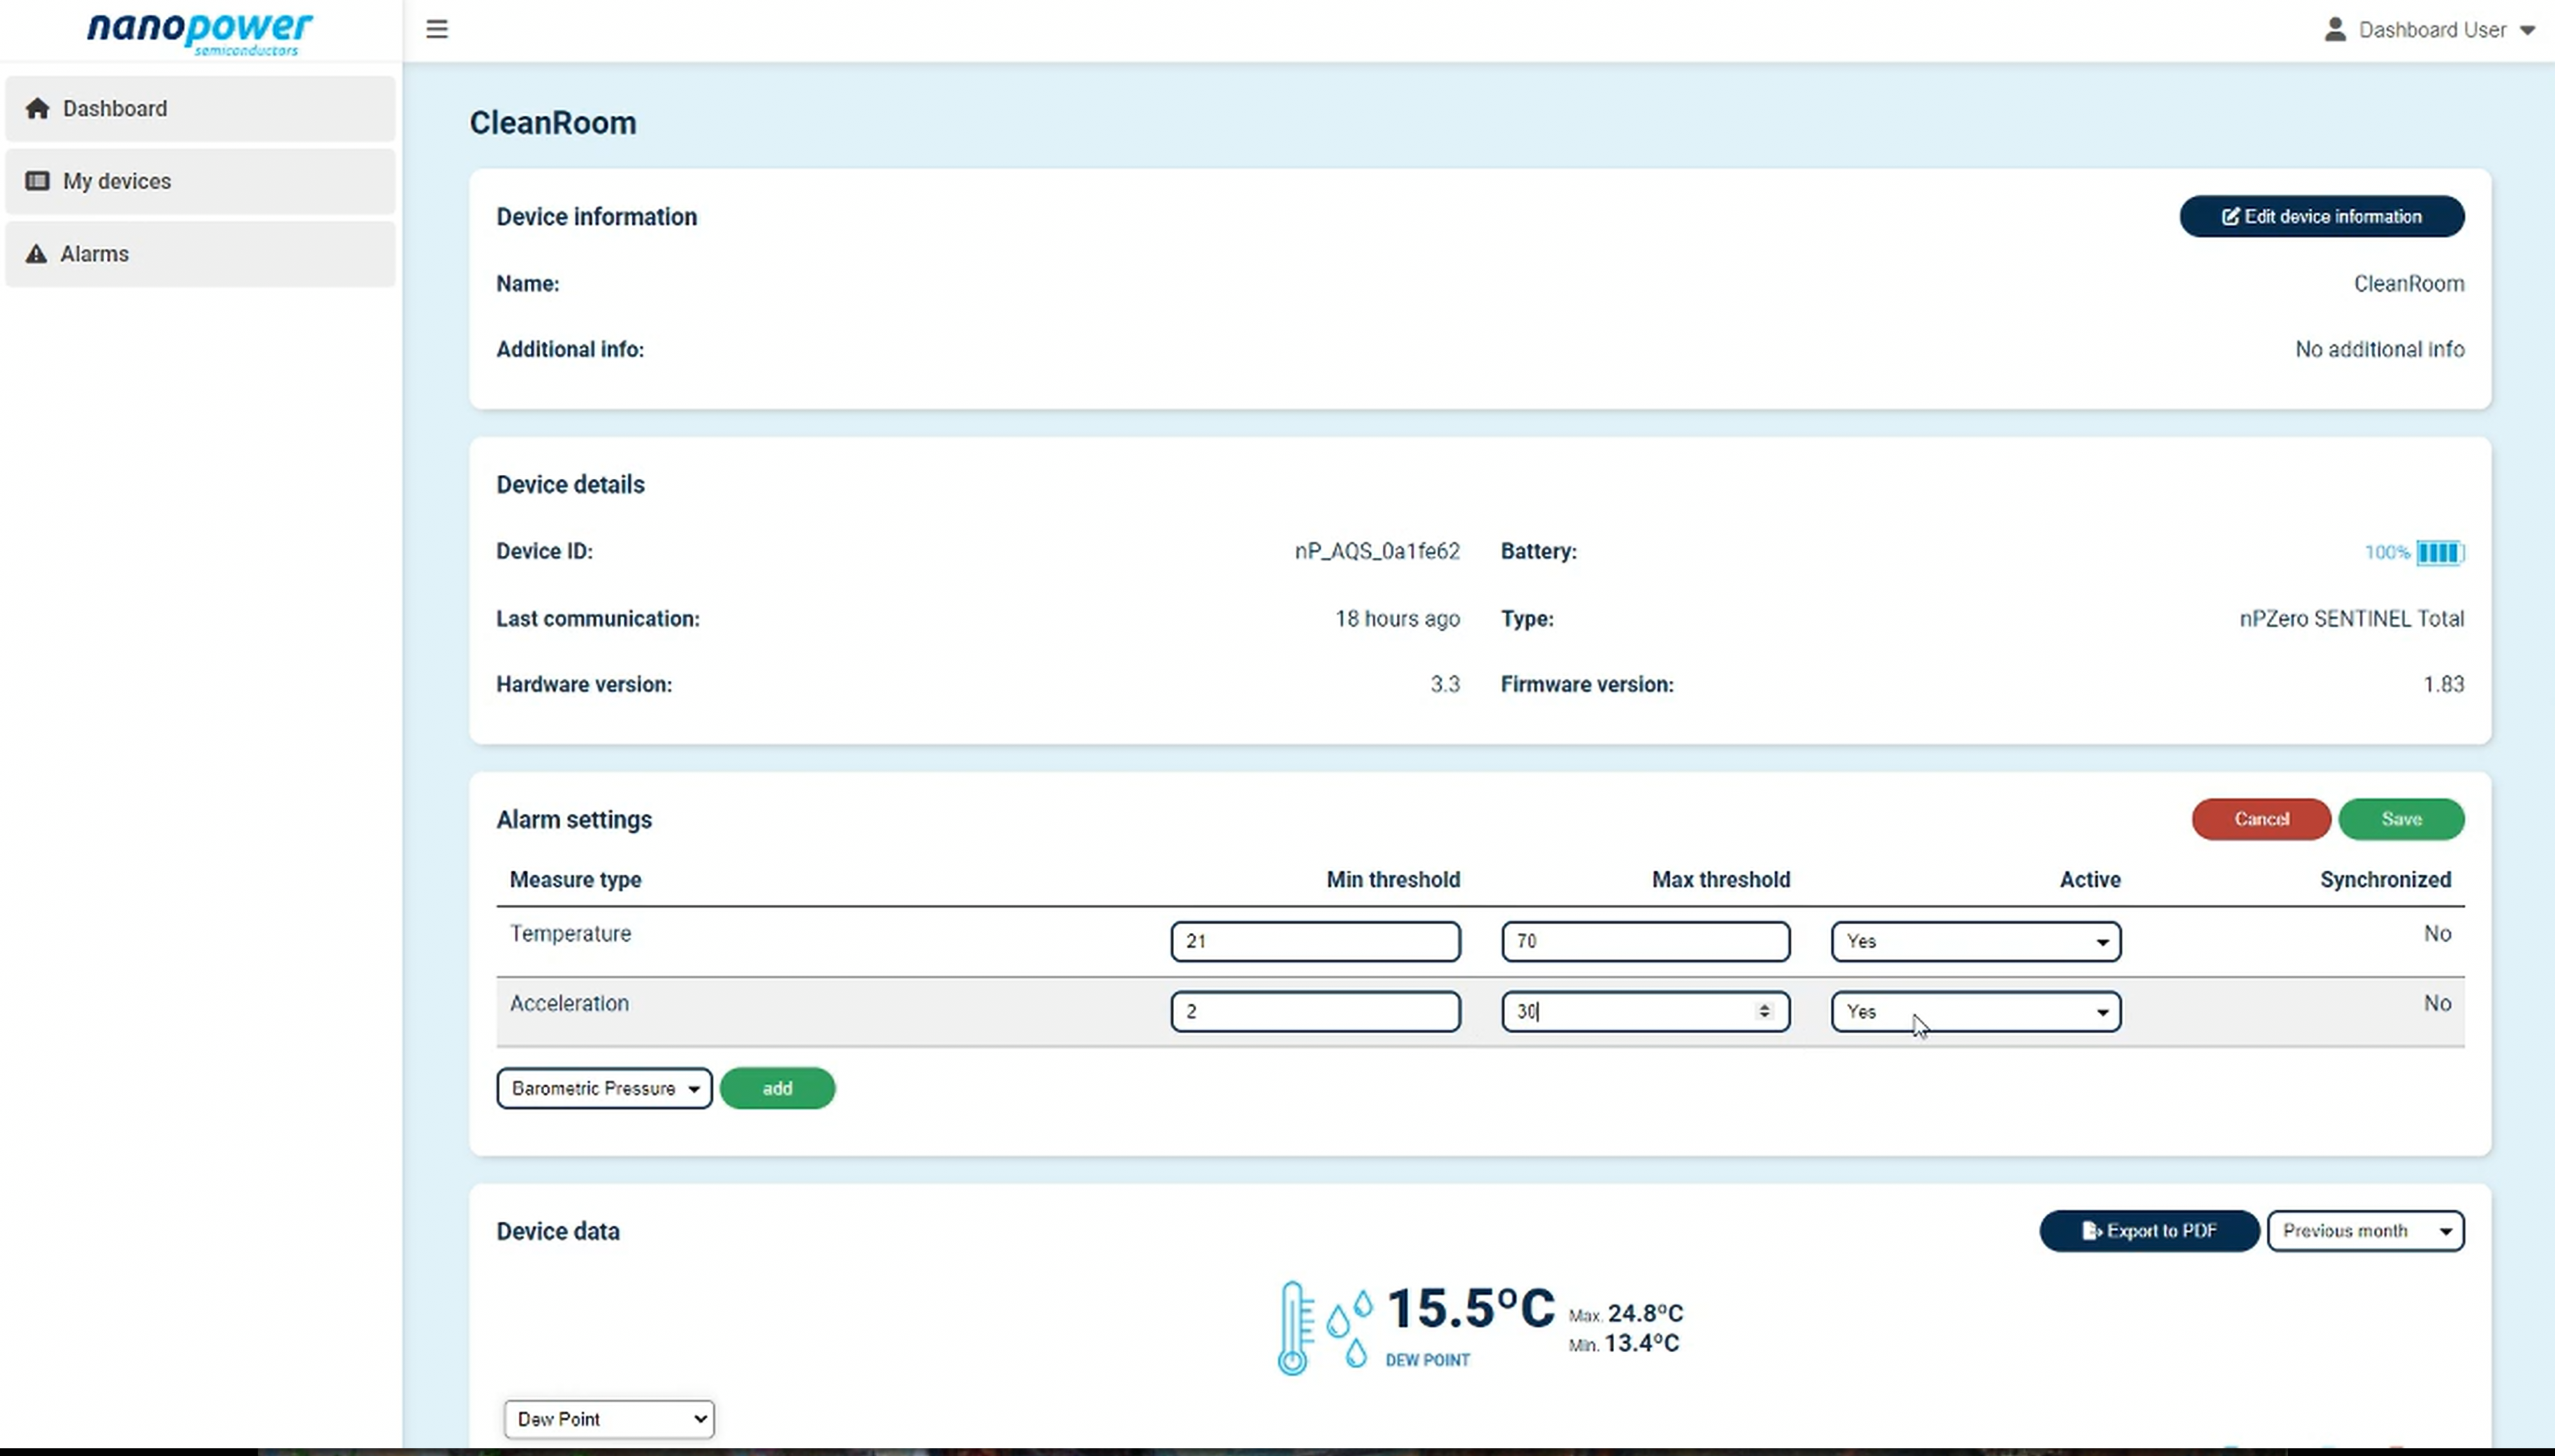 nanopower
semiconductors
Dashboard User
Dashboard
My devices
Alarms
CleanRoom
Device information
Edit device information
Name:
CleanRoom
Additional info:
No additional info
Device details
Device ID: nP_AQS_0a1fe62 Battery: 100%
Last communication: 18 hours ago Type: nPZero SENTINEL Total
Hardware version: 3.3 Firmware version: 1.83
Alarm settings
Cancel Save
Measure type Min threshold Max threshold Active Synchronized
Temperature 21 70 Yes No
Acceleration 2 30 Yes No
Barometric Pressure add
Device data
Export to PDF Previous month
15.5ºC
DEW POINT
Max. 24.8ºC
Min. 13.4ºC
Dew Point